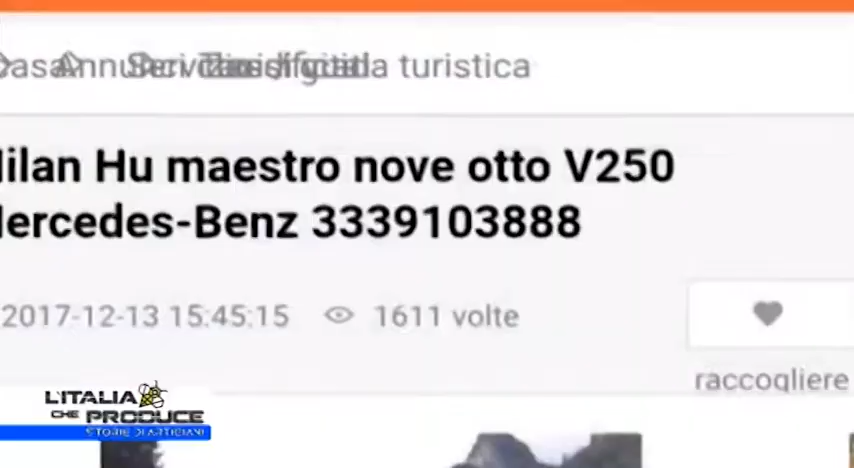 turistica
ilan Hu maestro nove otto V250
ercedes-Benz 3339103888
2017-12-13 15:45:15 1611 volte
raccogliere
L'ITALIA
CHE PRODUCE
STORIE DI ARTIGIANI